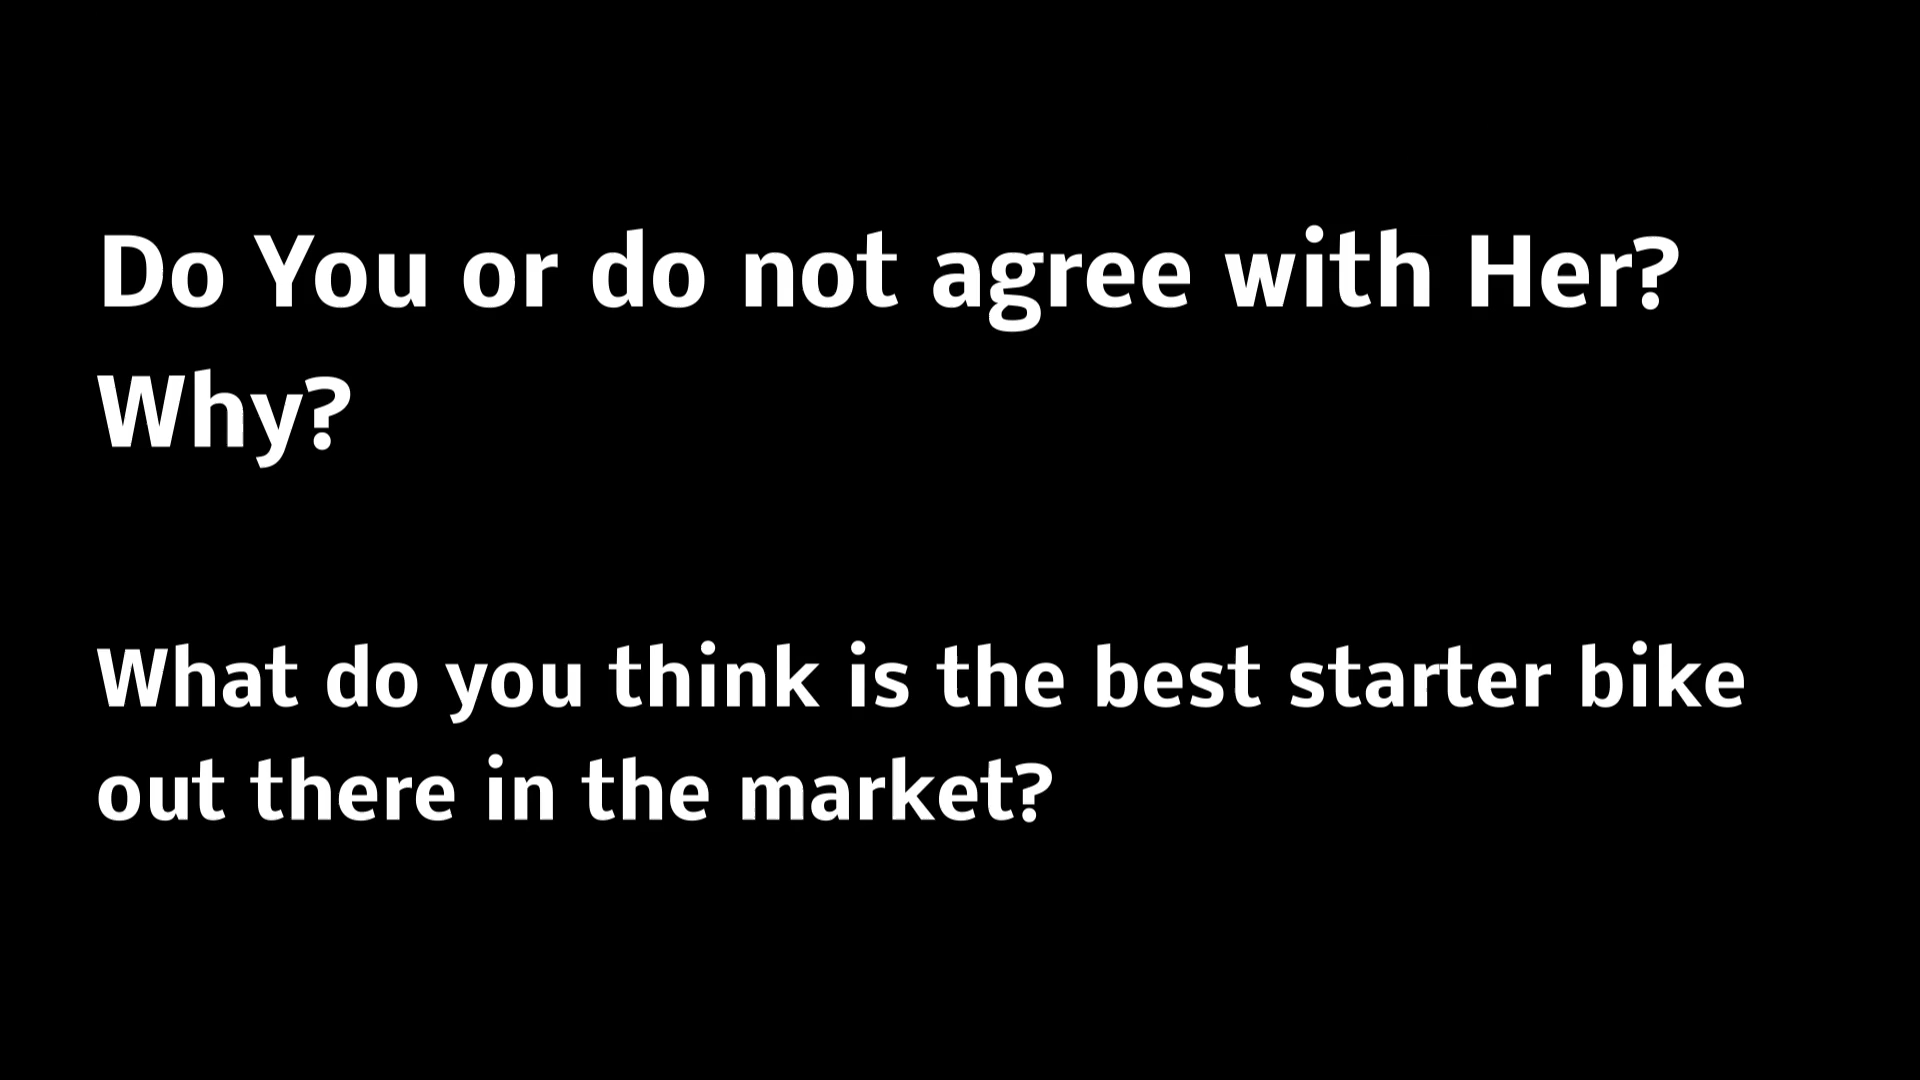 Do You or do not agree with Her?
Why?
What do you think is the best starter bike
out there in the market?